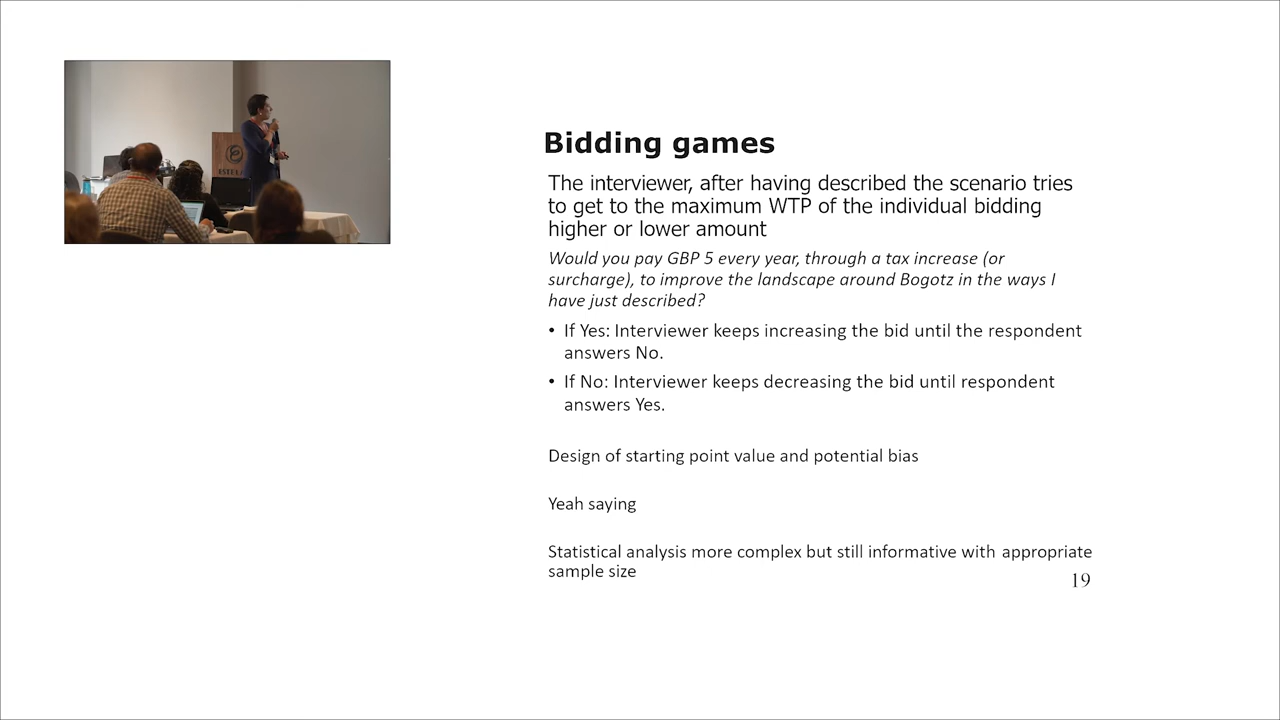 Bidding games
The interviewer, after having described the scenario tries
to get to the maximum WTP of the individual bidding
higher or lower amount
Would you pay GBP 5 every year, through a tax increase (or
surcharge), to improve the landscape around Bogotz in the ways I
have just described?
• If Yes: Interviewer keeps increasing the bid until the respondent
answers No.
• If No: Interviewer keeps decreasing the bid until respondent
answers Yes.
Design of starting point value and potential bias
Yeah saying
Statistical analysis more complex but still informative with appropriate
sample size
19